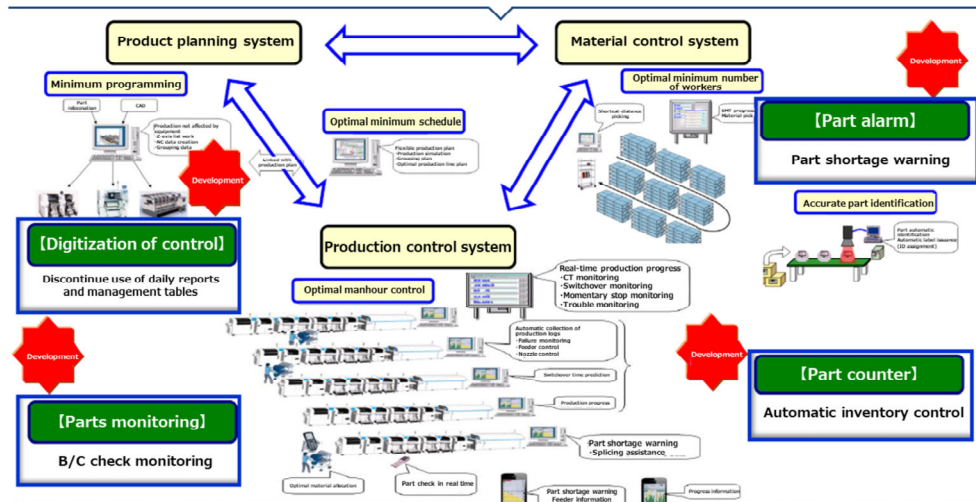 Product planning system
Material control system
Development
Minimum programming
Part
CAD
Production not affected by
equipment
NC data creation
Grouping data
Optimal minimum schedule
Flexible production plan
・Production simulation
・Grouping plan
・Optimal production line plan
Linked with
production plan
Development
Optimal minimum number
of workers
Shortest distance
picking
Material pick
【Part alarm】
Part shortage warning
【Digitization of control】
Discontinue use of daily reports
and management tables
Production control system
Accurate part identification
Part automatic
identification
Automatic label issuance
(ID assignment)
Optimal manhour control
Real-time production progress
・CT monitoring
・Switchover monitoring
・Momentary stop monitoring
・Trouble monitoring
Automatic collection of
production logs
・Failure monitoring
・Feeder control
・Nozzle control
Switchover time prediction
Production progress
Development
Development
【Parts monitoring】
B/C check monitoring
【Part counter】
Automatic inventory control
Part shortage warning
・Splicing assistance
Optimal material allocation
Part check in real time
Part shortage warning
Feeder information
Progress information